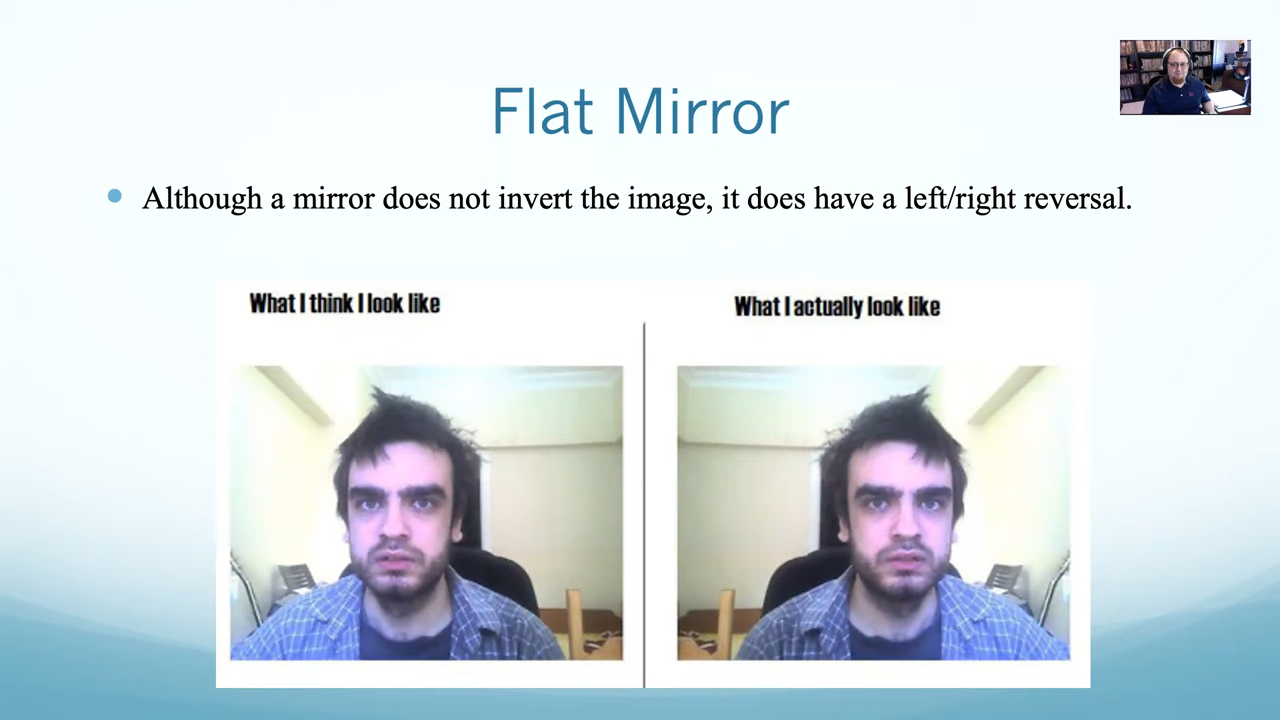 Flat Mirror
Although a mirror does not invert the image, it does have a left/right reversal.
What I think I look like
What I actually look like